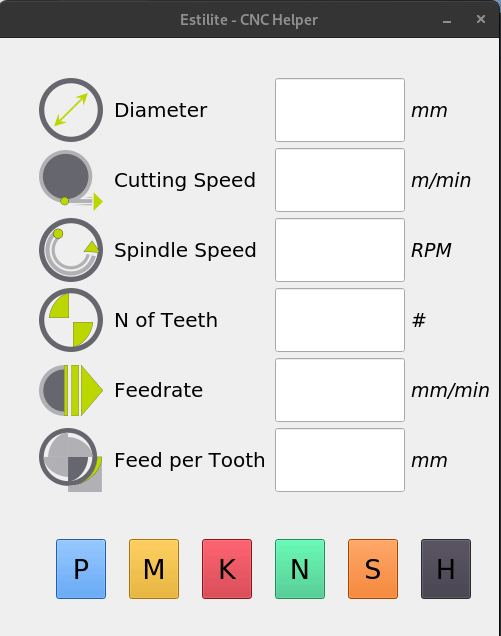 Estilite - CNC Helper
Diameter mm
Cutting Speed m/min
Spindle Speed RPM
N of Teeth #
Feedrate mm/min
Feed per Tooth mm
P M K N S H